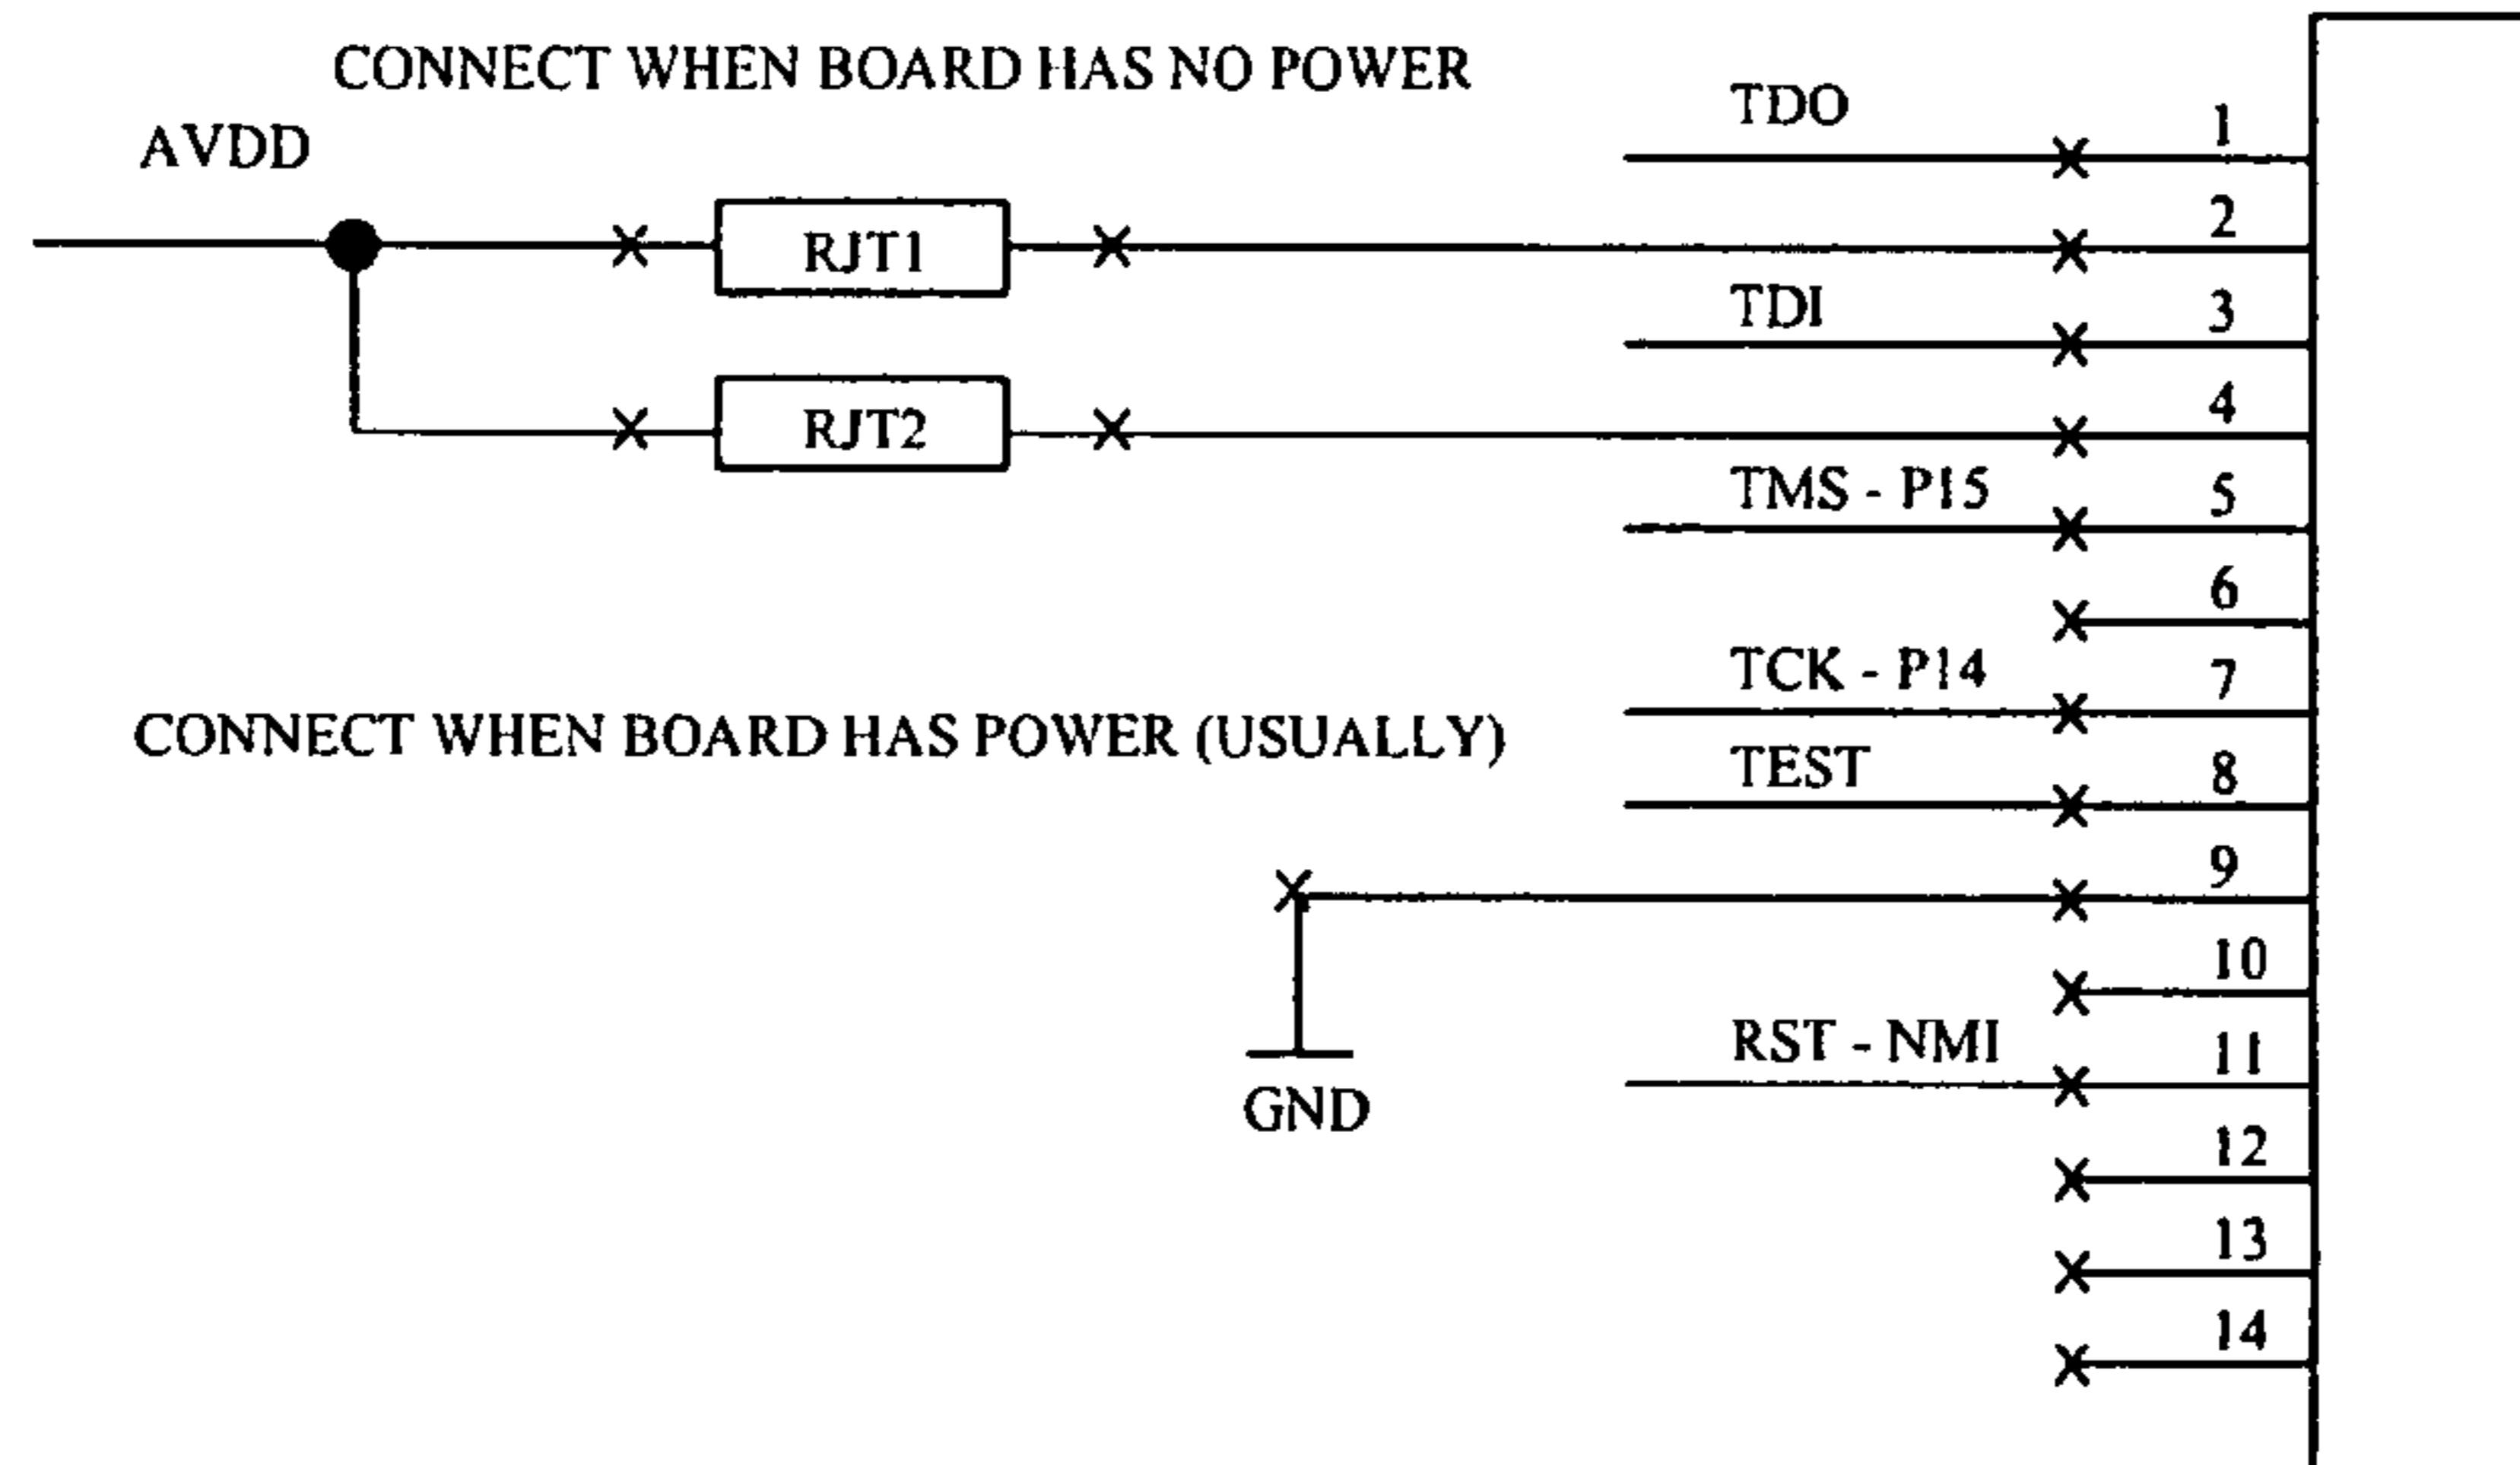 CONNECT WHEN BOARD HAS NO POWER
AVDD
TDO
1
RJT1
2
TDI
3
RJT2
4
TMS - P15
5
6
TCK - P14
7
CONNECT WHEN BOARD HAS POWER (USUALLY)
TEST
8
9
10
RST - NMI
11
GND
12
13
14